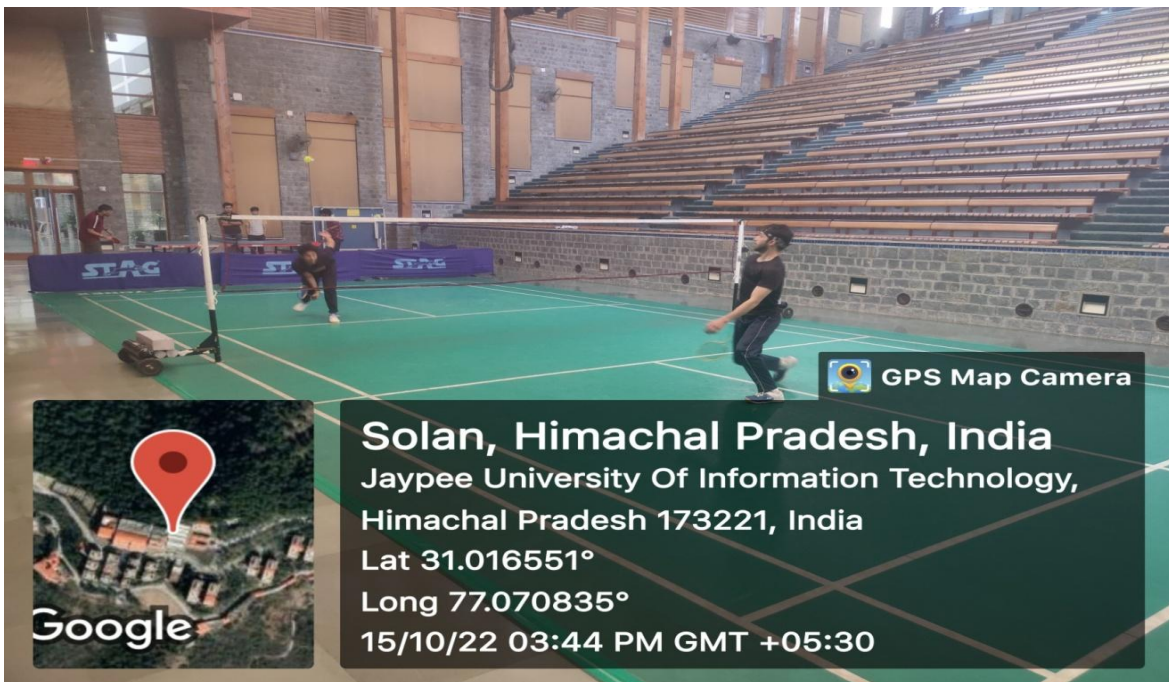 STAG
STAG
STAG
GPS Map Camera
Solan, Himachal Pradesh, India
Jaypee University Of Information Technology,
Himachal Pradesh 173221, India
Lat 31.016551°
Long 77.070835°
15/10/22 03:44 PM GMT +05:30
Google